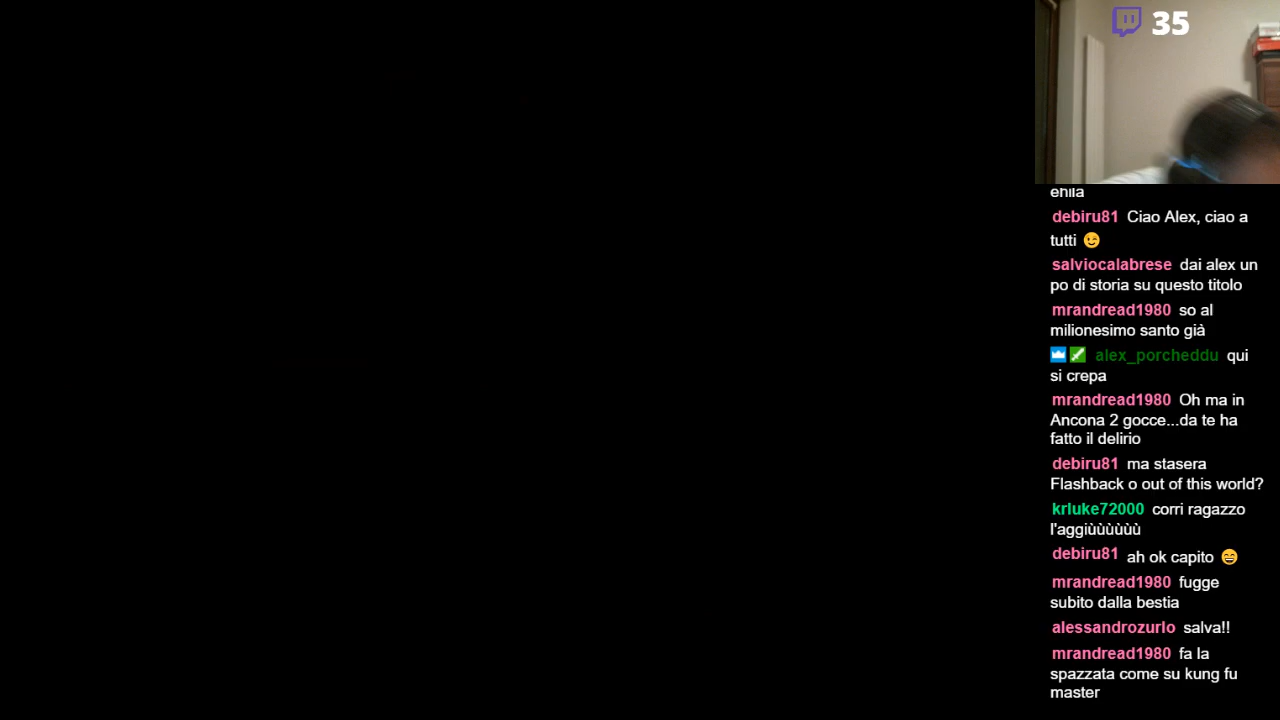 35
ehila
debiru81 Ciao Alex, ciao a
tutti 😉
salviocalabrese dai alex un
po di storia su questo titolo
mrandread1980 so al
milionesimo santo già
alex_porcheddu qui
si crepa
mrandread1980 Oh ma in
Ancona 2 gocce...da te ha
fatto il delirio
debiru81 ma stasera
Flashback o out of this world?
krluke72000 corri ragazzo
l'aggiùùùùùù
debiru81 ah ok capito 😄
mrandread1980 fugge
subito dalla bestia
alessandrozurlo salva!!
mrandread1980 fa la
spazzata come su kung fu
master